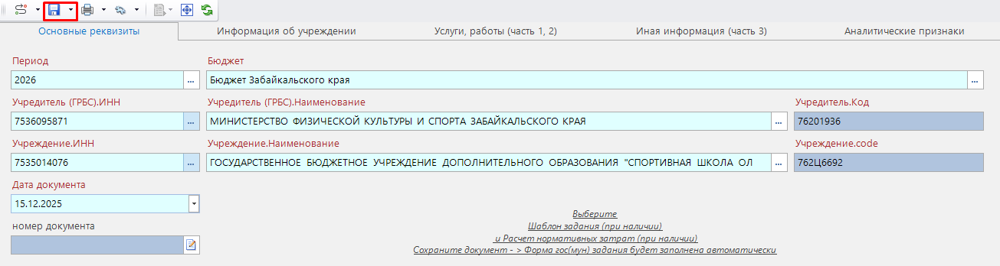 Основные реквизиты Информация об учреждении Услуги, работы (часть 1, 2) Иная информация (часть 3) Аналитические признаки
Период Бюджет
2026 ... Бюджет Забайкальского края ...
Учредитель (ГРБС).ИНН Учредитель (ГРБС).Наименование Учредитель.Код
7536095871 ... МИНИСТЕРСТВО ФИЗИЧЕСКОЙ КУЛЬТУРЫ И СПОРТА ЗАБАЙКАЛЬСКОГО КРАЯ ... 76201936
Учреждение.ИНН Учреждение.Наименование Учреждение.code
7535014076 ... ГОСУДАРСТВЕННОЕ БЮДЖЕТНОЕ УЧРЕЖДЕНИЕ ДОПОЛНИТЕЛЬНОГО ОБРАЗОВАНИЯ "СПОРТИВНАЯ ШКОЛА ОЛ ... 762Ц6692
Дата документа
15.12.2025
номер документа
Выберите
Шаблон задания (при наличии)
и Расчет нормативных затрат (при наличии)
Сохраните документ - > Форма гос(мун) задания будет заполнена автоматически